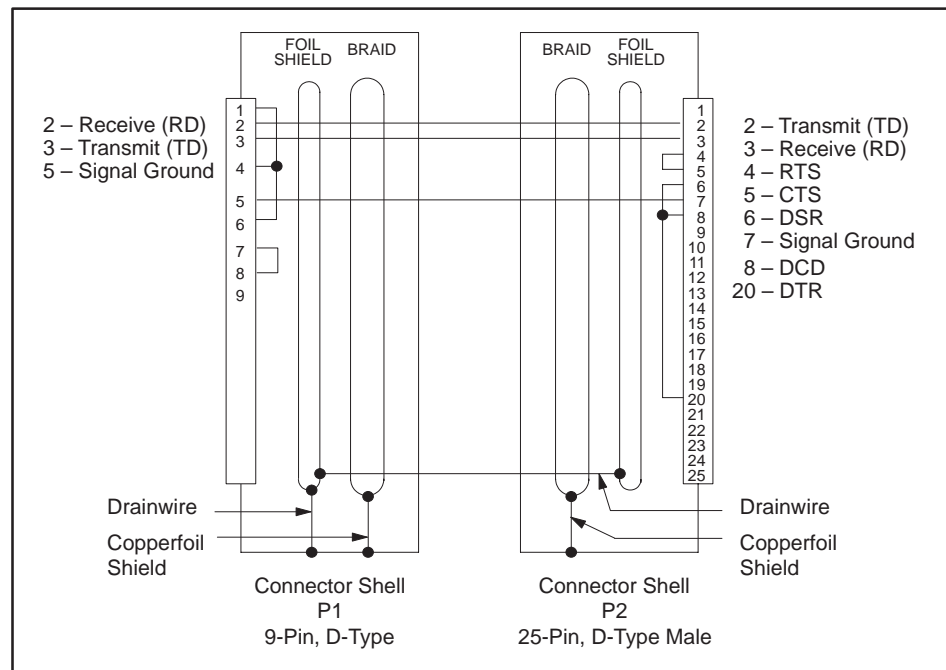 FOIL
SHIELD
BRAID
BRAID
FOIL
SHIELD
2 – Receive (RD)
3 – Transmit (TD)
5 – Signal Ground
1
2
3
4
5
6
7
8
9
1
2
3
4
5
6
7
8
9
10
11
12
13
14
15
16
17
18
19
20
21
22
23
24
25
2 – Transmit (TD)
3 – Receive (RD)
4 – RTS
5 – CTS
6 – DSR
7 – Signal Ground
8 – DCD
20 – DTR
Drainwire
Copperfoil
Shield
Drainwire
Copperfoil
Shield
Connector Shell
P1
9-Pin, D-Type
Connector Shell
P2
25-Pin, D-Type Male